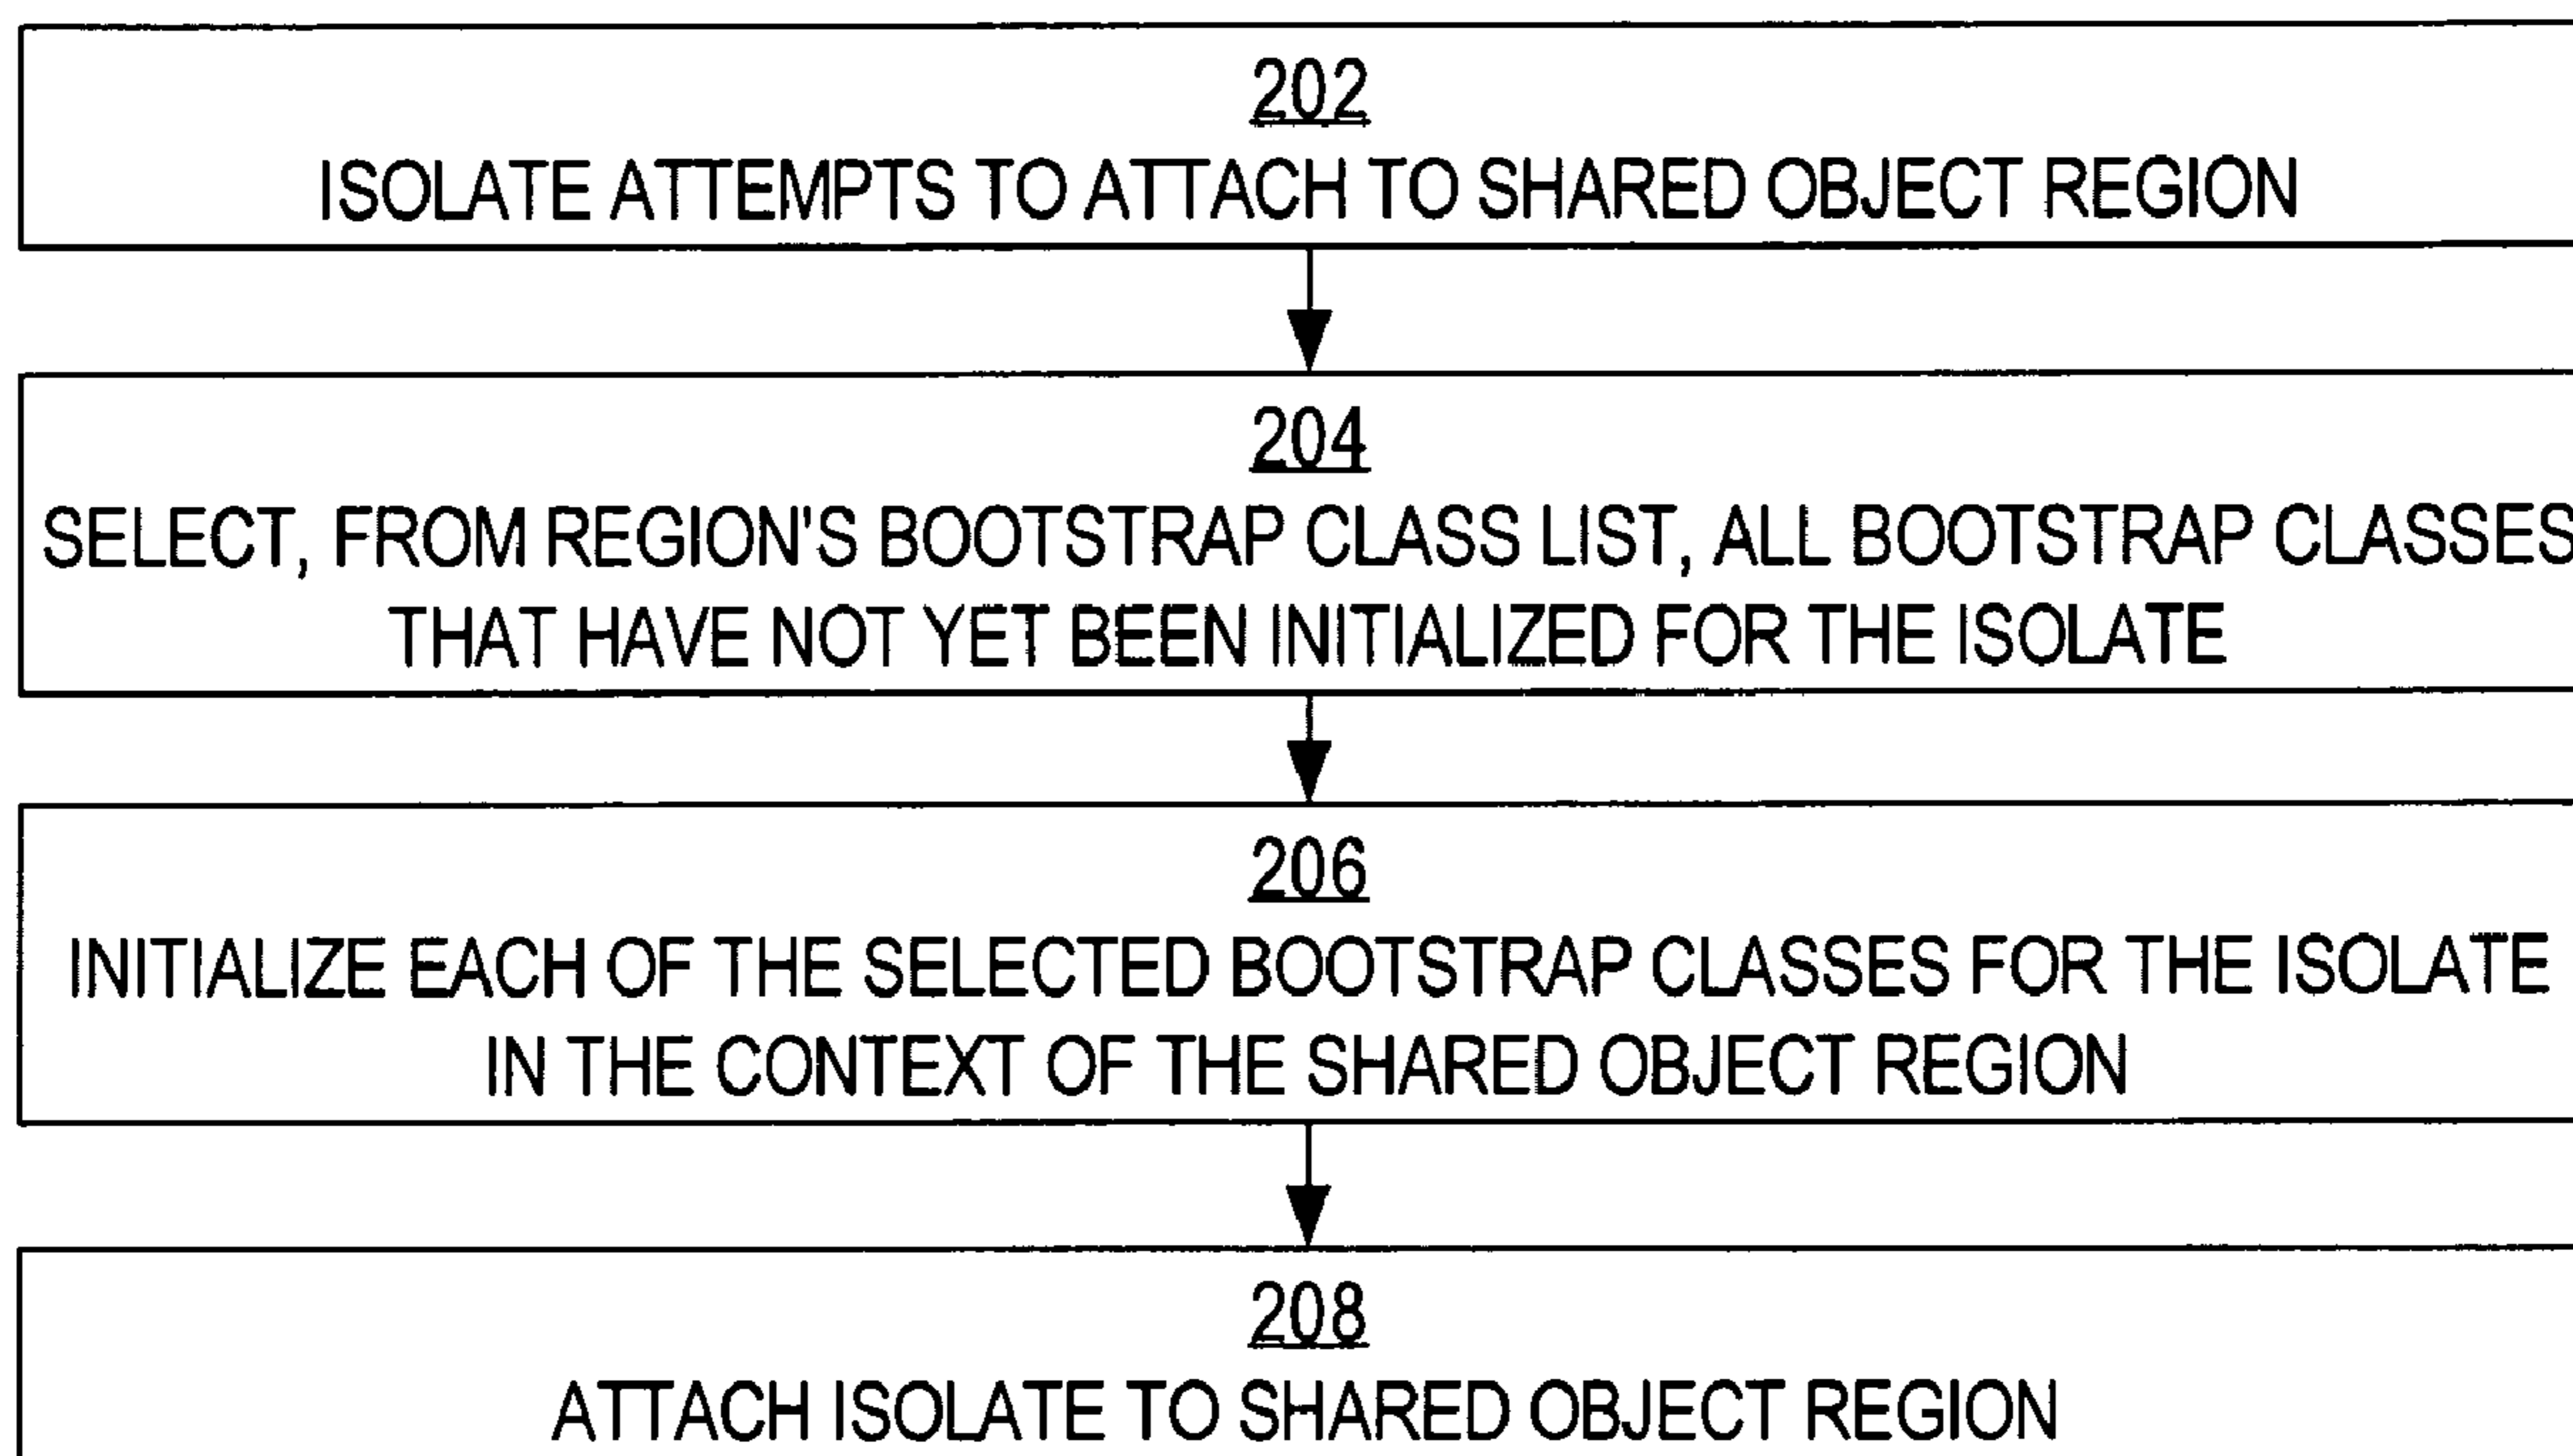 202
ISOLATE ATTEMPTS TO ATTACH TO SHARED OBJECT REGION
204
SELECT, FROM REGION'S BOOTSTRAP CLASS LIST, ALL BOOTSTRAP CLASSES
THAT HAVE NOT YET BEEN INITIALIZED FOR THE ISOLATE
206
INITIALIZE EACH OF THE SELECTED BOOTSTRAP CLASSES FOR THE ISOLATE
IN THE CONTEXT OF THE SHARED OBJECT REGION
208
ATTACH ISOLATE TO SHARED OBJECT REGION